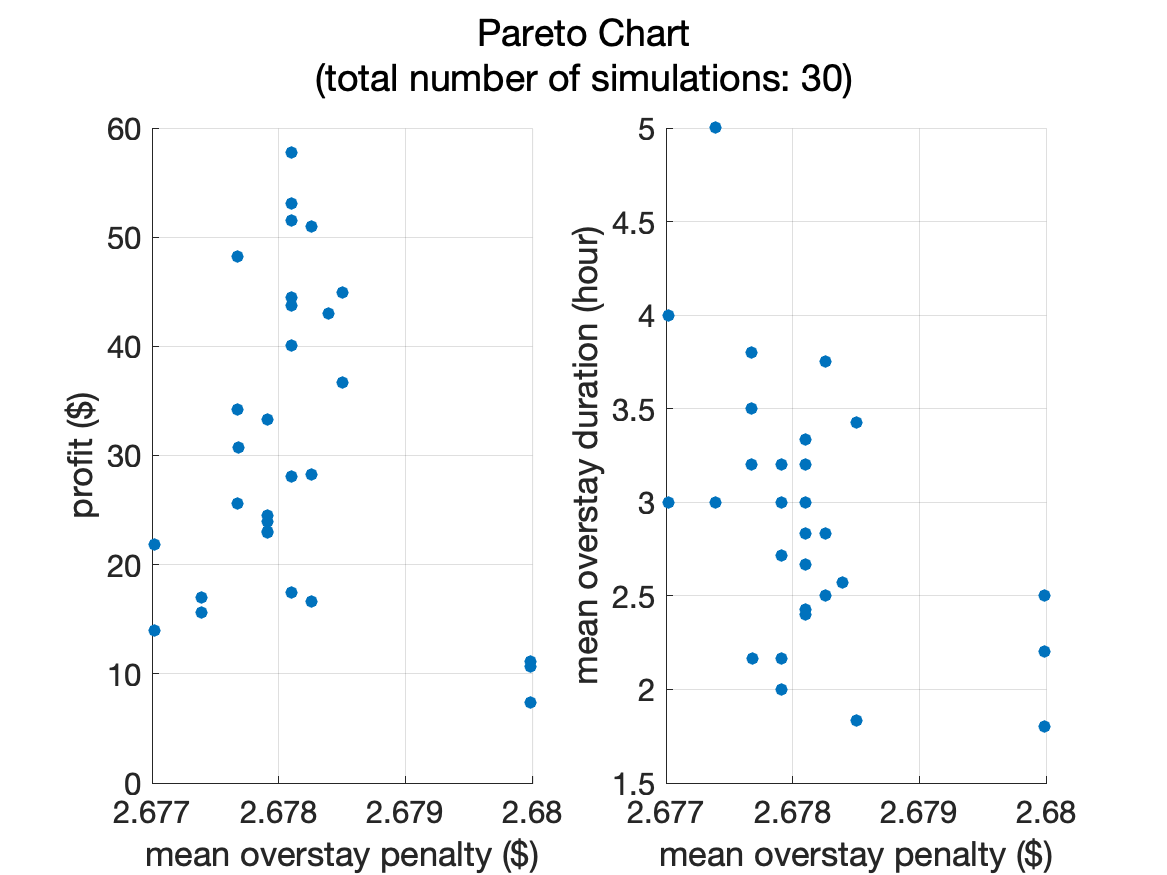 Pareto Chart
(total number of simulations: 30)
60
50
40
30
20
10
0
profit ($)
2.677 2.678 2.679 2.68
mean overstay penalty ($)
5
4.5
4
3.5
3
2.5
2
1.5
mean overstay duration (hour)
2.677 2.678 2.679 2.68
mean overstay penalty ($)